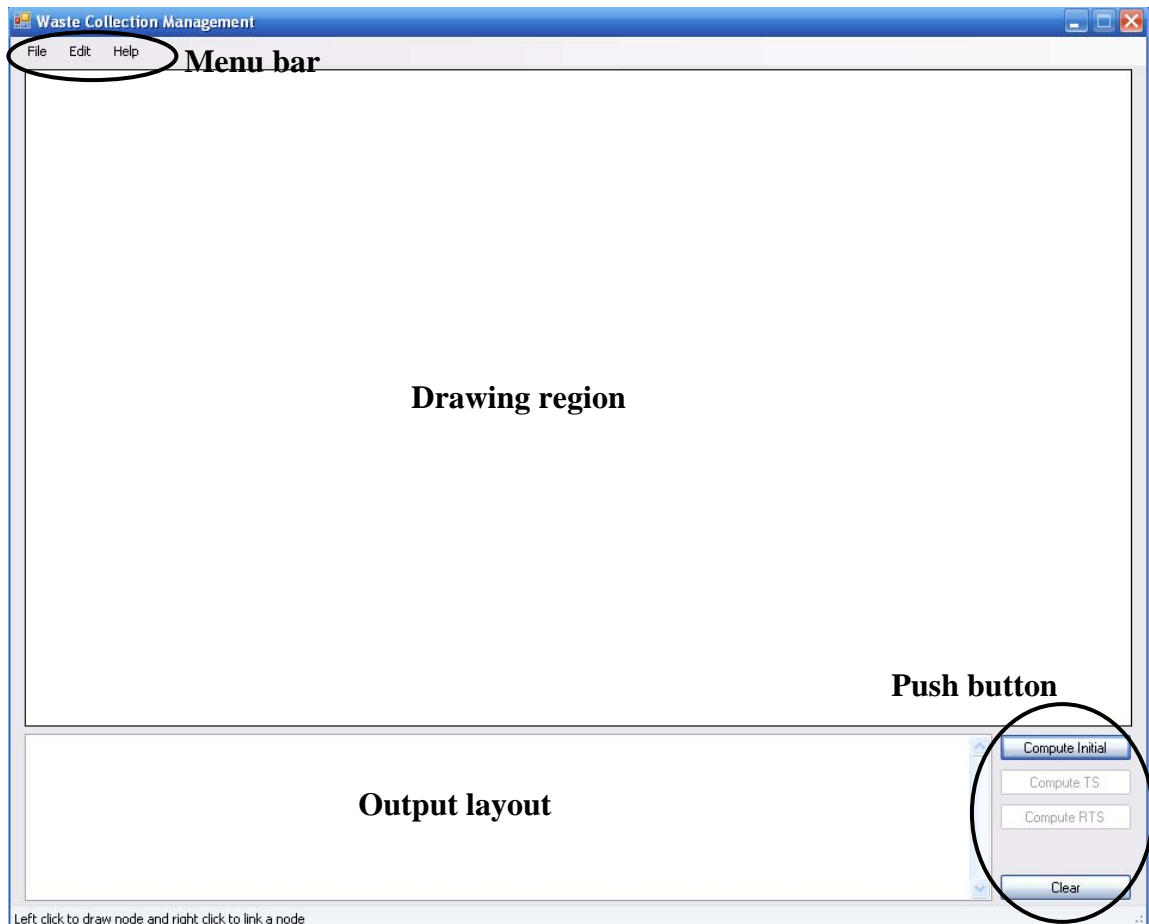 Waste Collection Management
File Edit Help
Menu bar
Drawing region
Push button
Compute Initial
Compute TS
Compute RTS
Output layout
Clear
Left click to draw node and right click to link a node